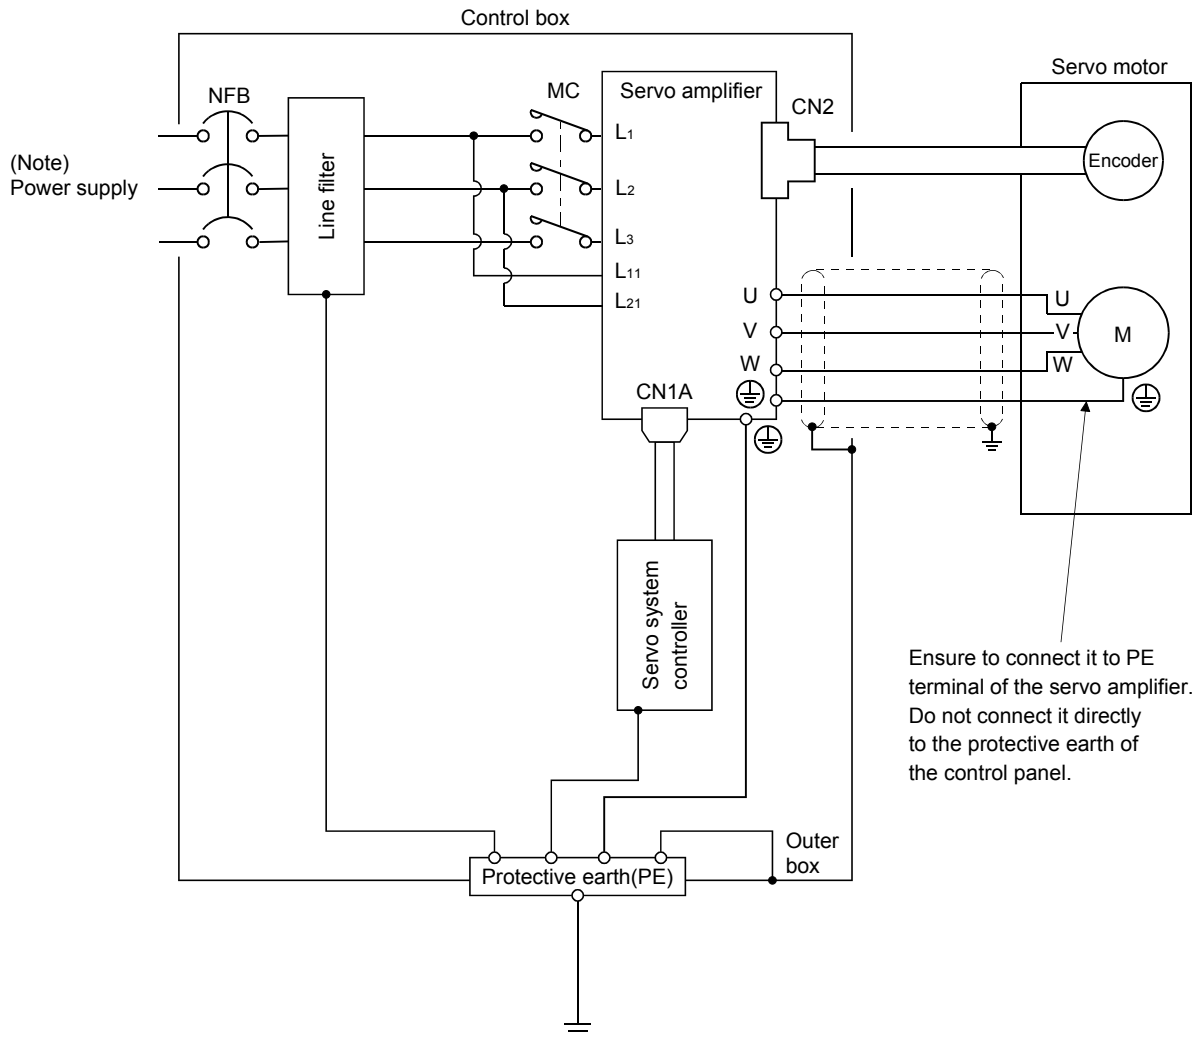 Control box
Servo motor
NFB
MC
Servo amplifier
CN2
(Note)
Power supply
Line filter
L1
L2
L3
L11
L21
Encoder
U
V
W
U
V
W
M
CN1A
Servo system
controller
Ensure to connect it to PE
terminal of the servo amplifier.
Do not connect it directly
to the protective earth of
the control panel.
Outer
box
Protective earth(PE)